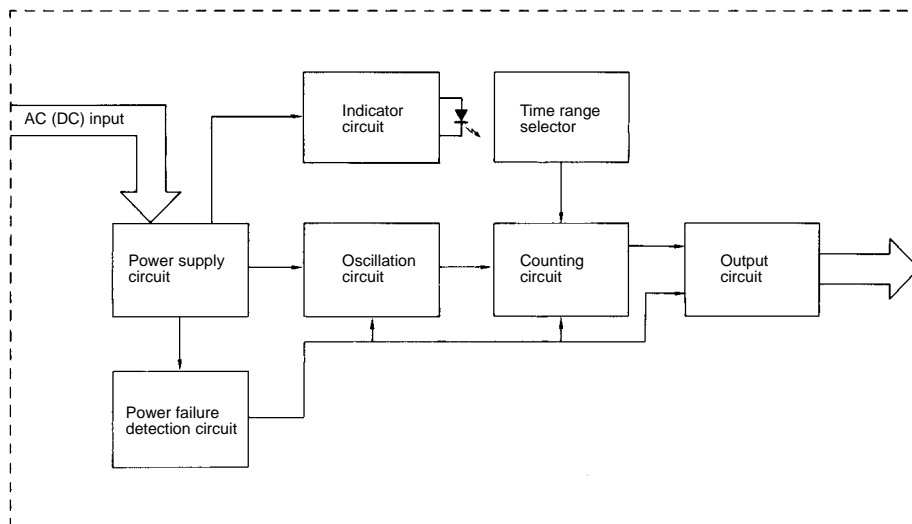 AC (DC) input
Indicator
circuit
Time range
selector
Power supply
circuit
Oscillation
circuit
Counting
circuit
Output
circuit
Power failure
detection circuit